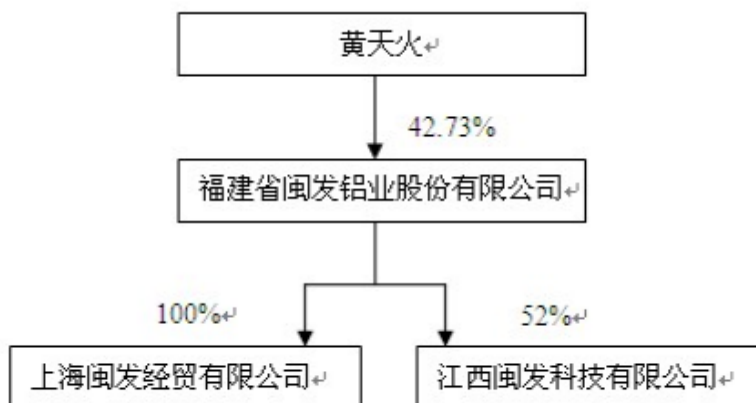 黄天火
42.73%
福建省闽发铝业股份有限公司
100%
52%
上海闽发经贸有限公司
江西闽发科技有限公司